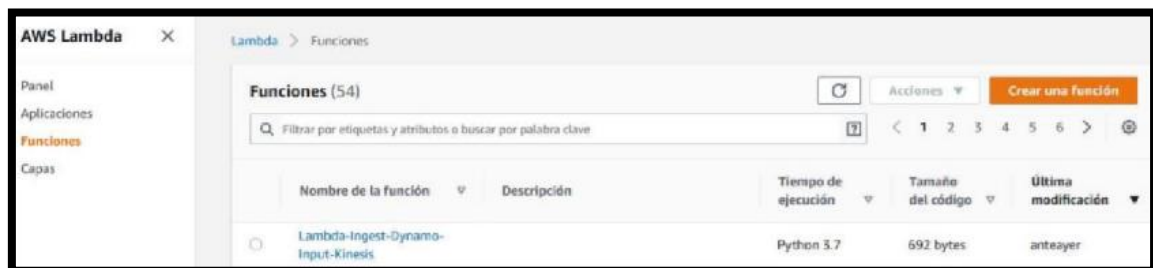 AWS Lambda ×
Lambda > Funciones
Panel
Aplicaciones
Funciones
Capas
Funciones (54)
Acciones ▼
Crear una función
Filtrar por etiquetas y atributos o buscar por palabra clave
?
< 1 2 3 4 5 6 >
Nombre de la función
Descripción
Tiempo de
ejecución
Tamaño
del código
Última
modificación ▼
Lambda-Ingest-Dynamo-
Input-Kinesis
Python 3.7
692 bytes
anteayer